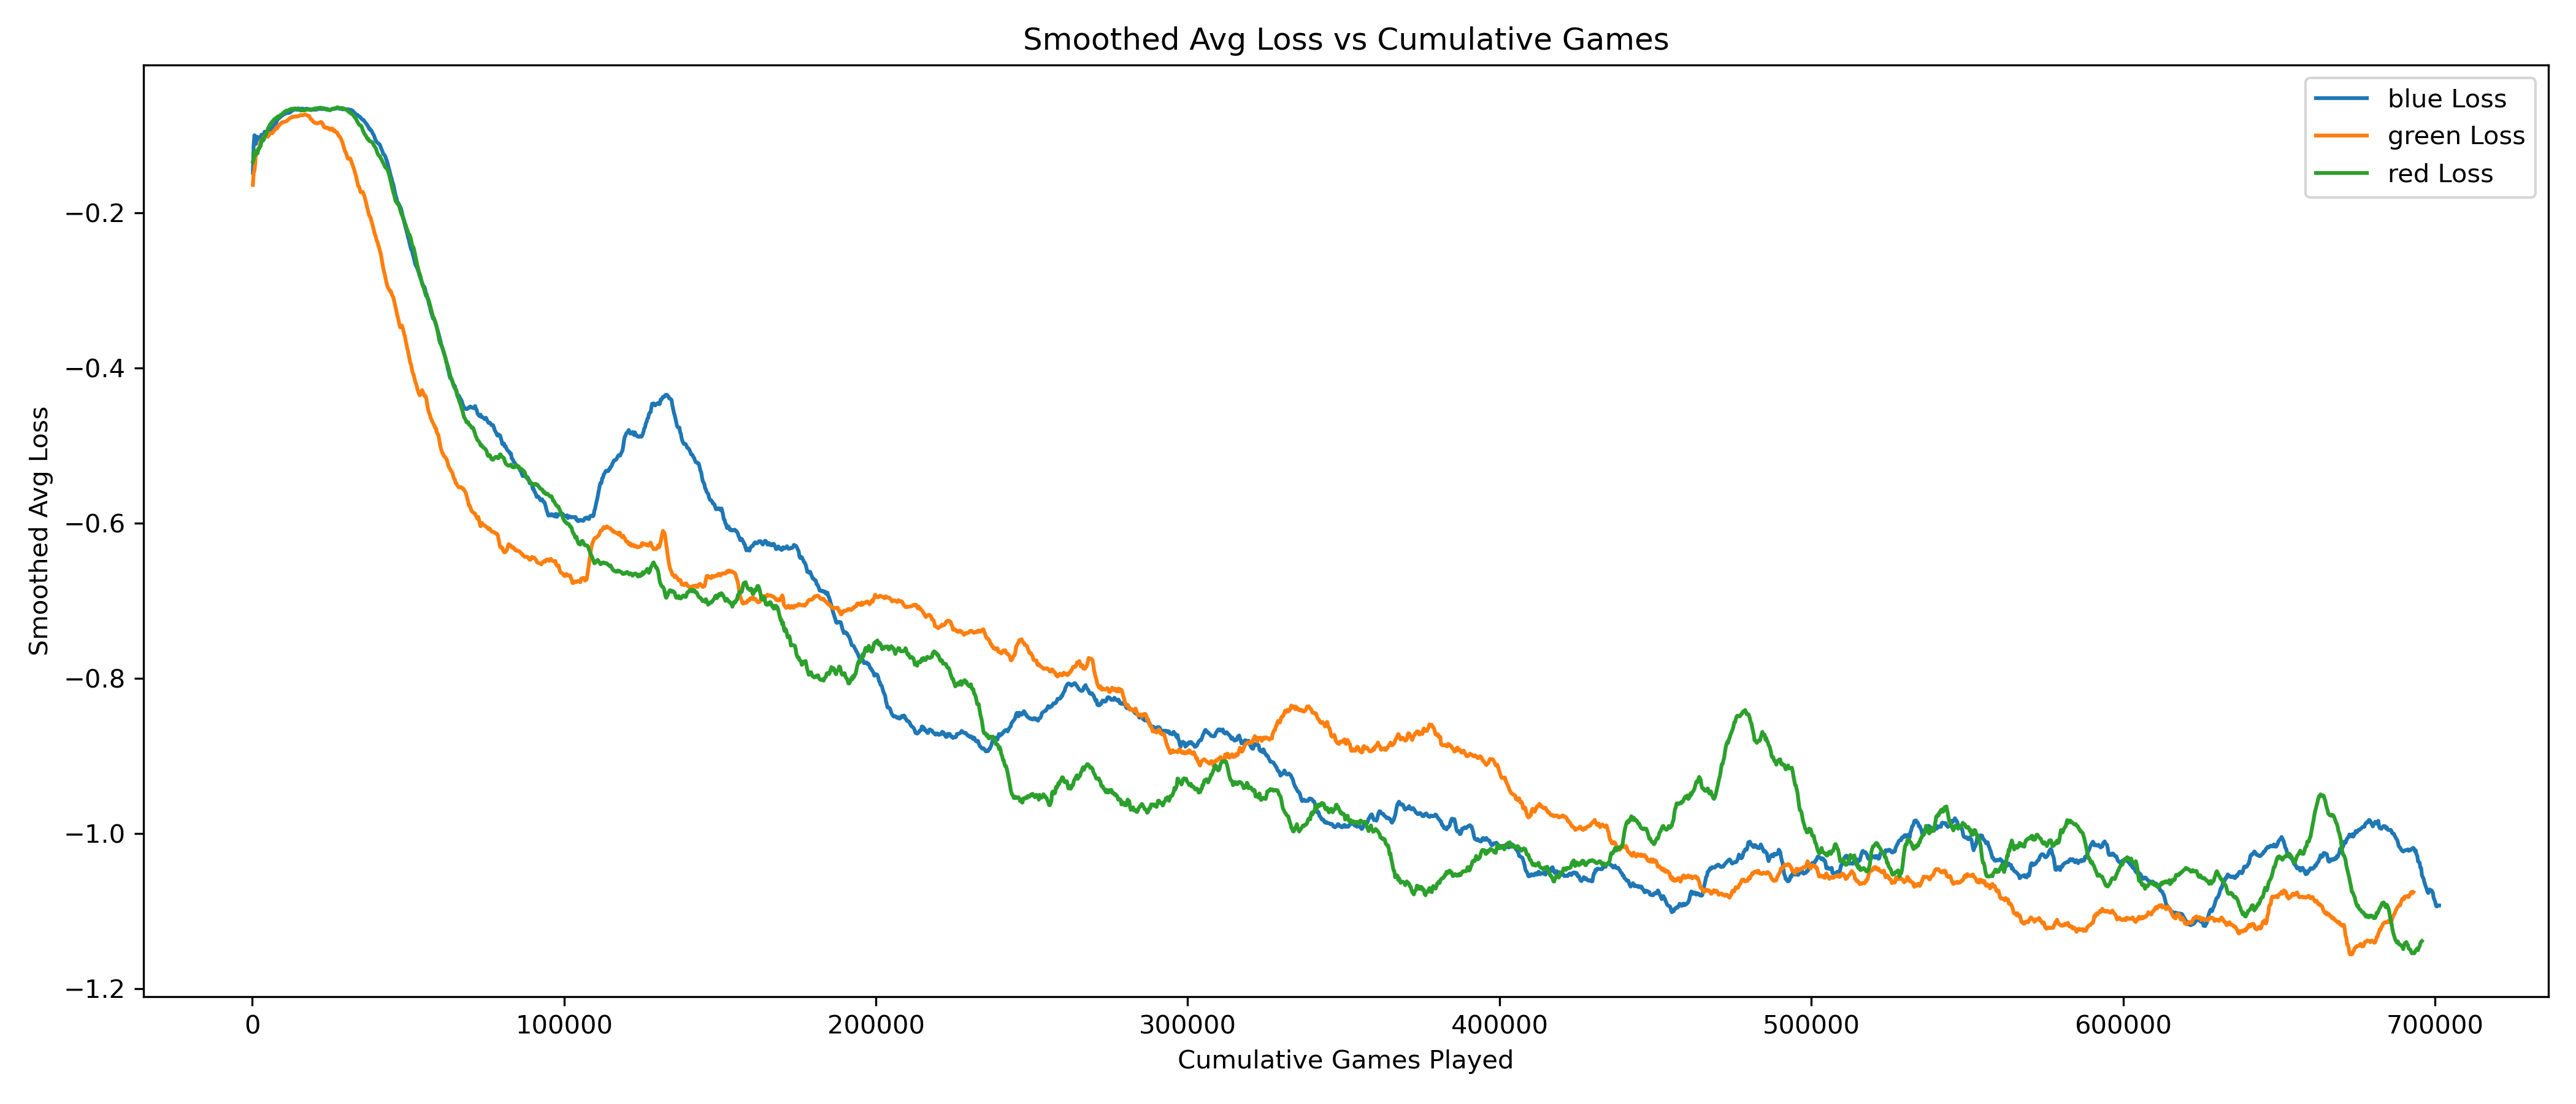 Smoothed Avg Loss vs Cumulative Games
blue Loss
green Loss
red Loss
Smoothed Avg Loss
−0.2
−0.4
−0.6
−0.8
−1.0
−1.2
0
100000
200000
300000
400000
500000
600000
700000
Cumulative Games Played